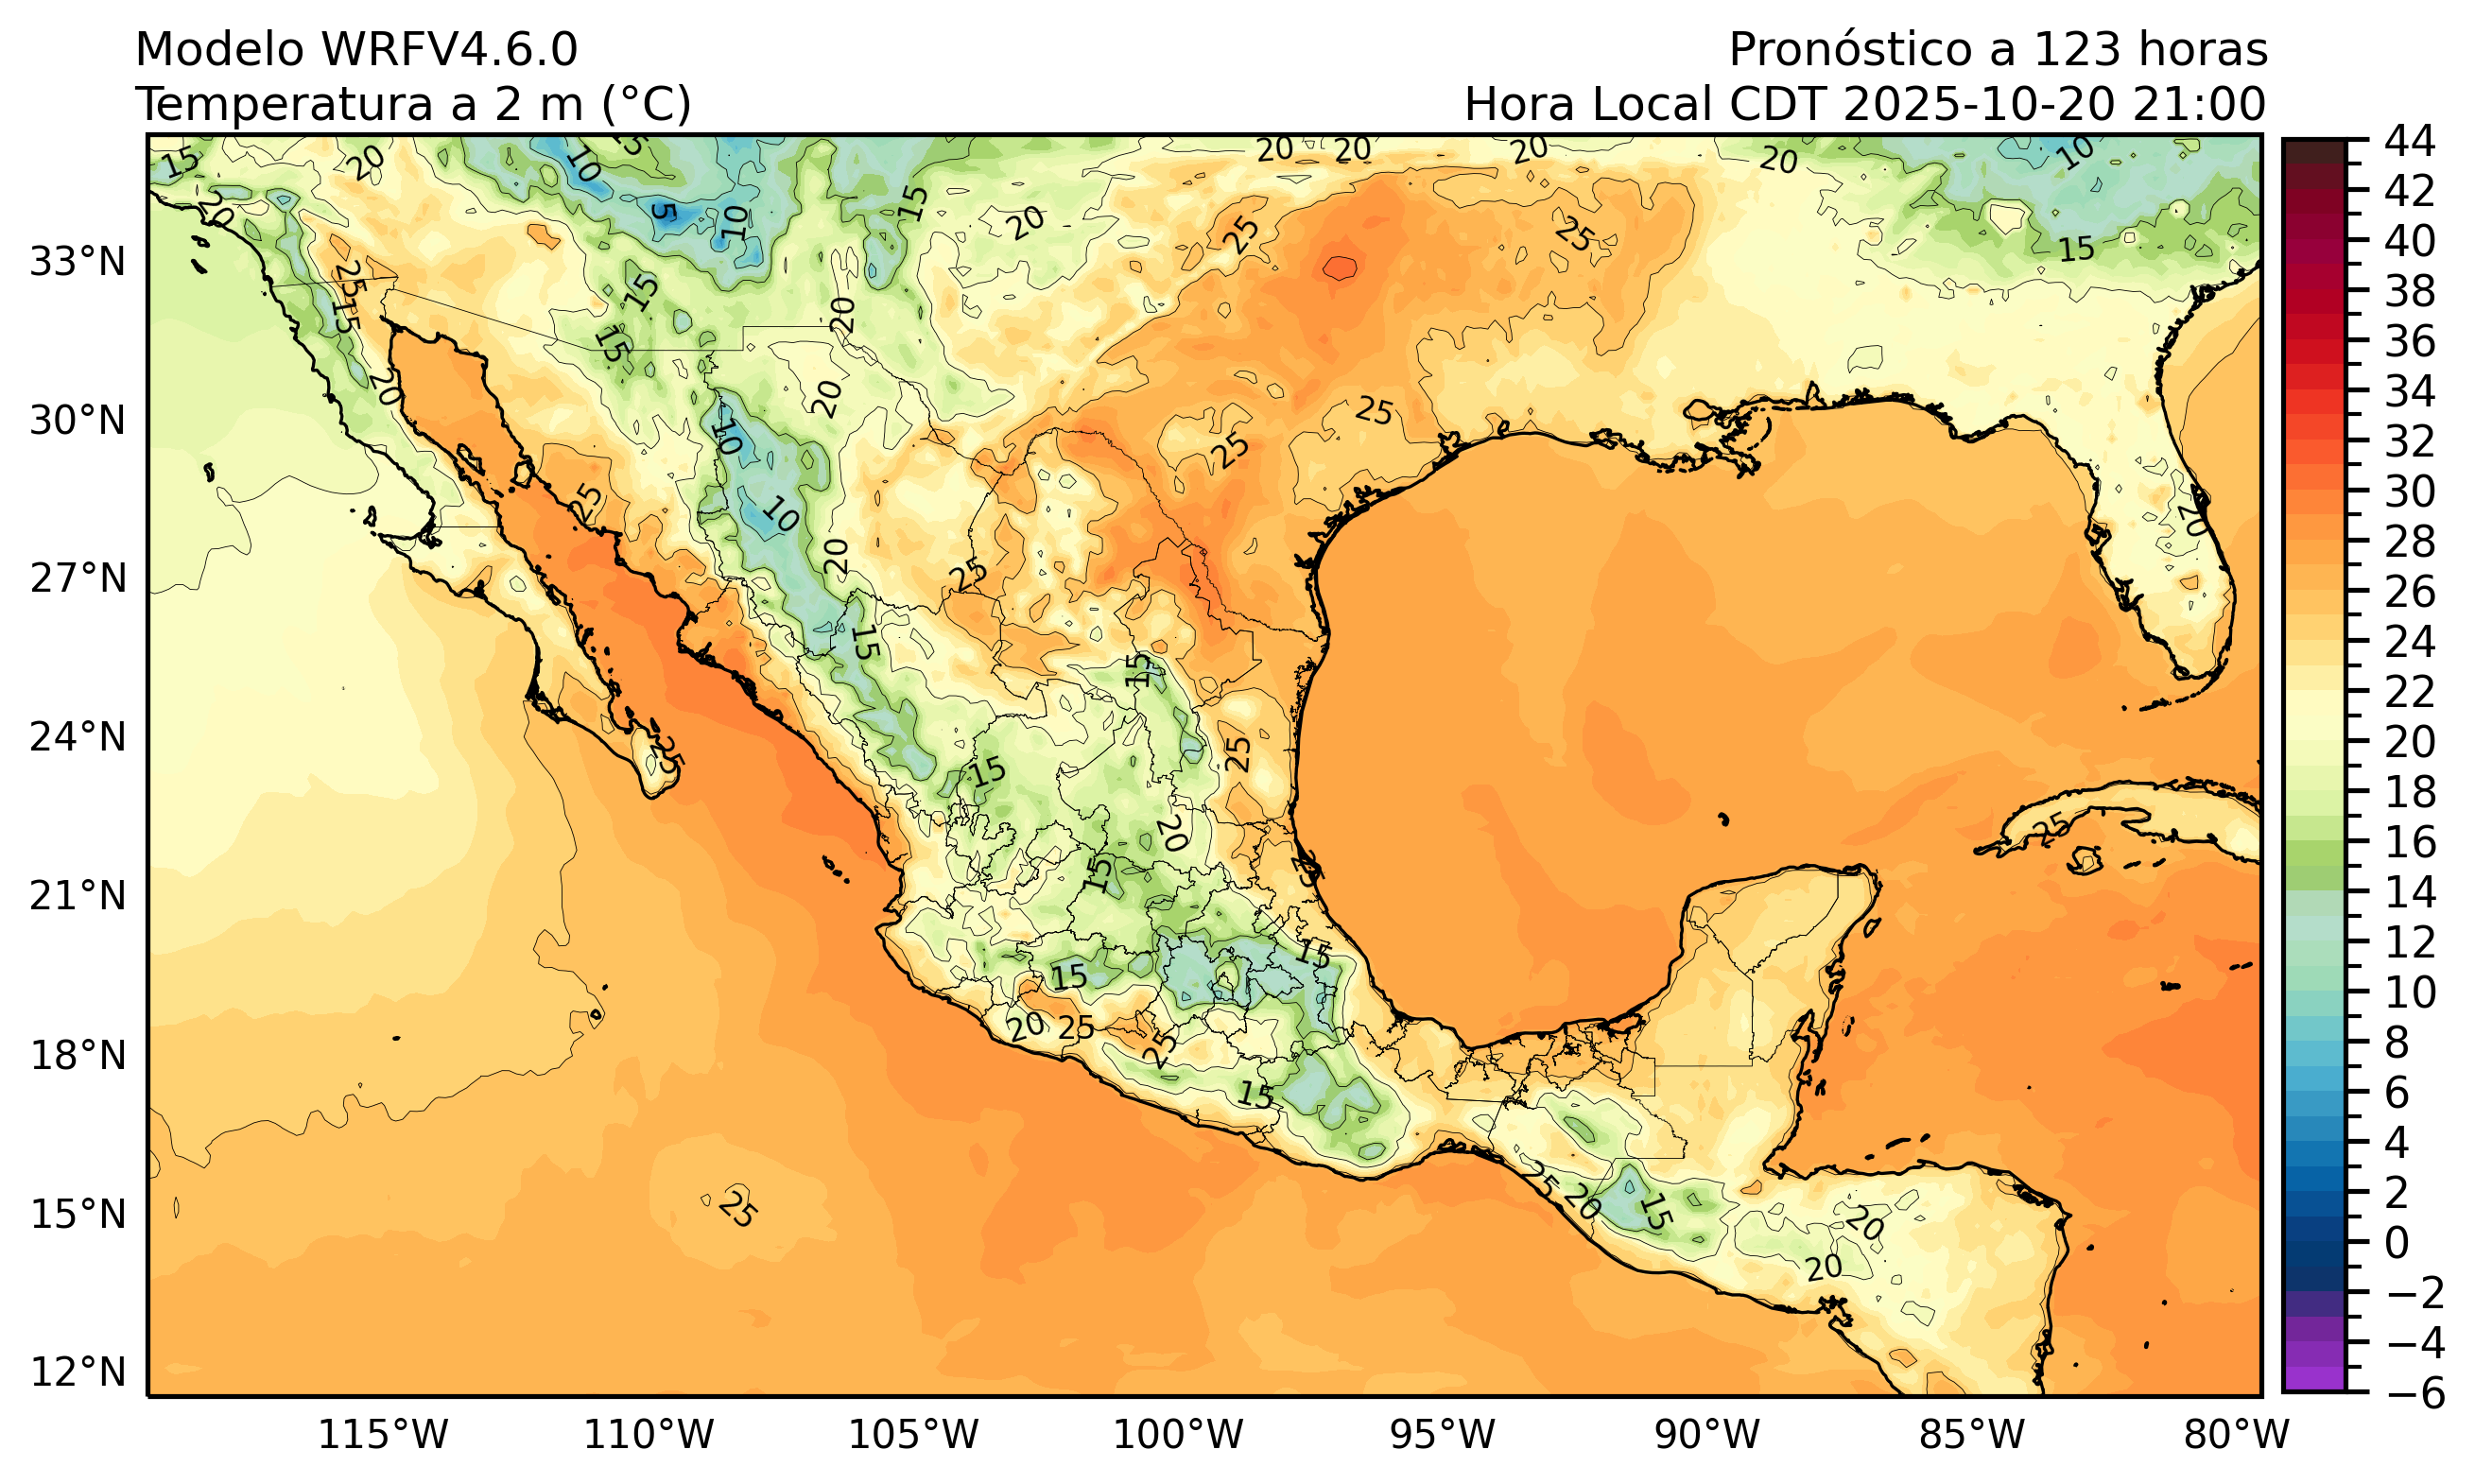 Modelo WRFV4.6.0
Pronóstico a 123 horas
Temperatura a 2 m (°C)
Hora Local CDT 2025-10-20 21:00
15 20 10 15 20 20 20 20 10
20 5 10 15 20 25 25 15
25 15 15 20
15 20 20 25
10 25
25 10 20 25 20
15 15
25 15 25
20 15 25 25
15 15
20 25 25 15
25 25 20 15 20
20
33°N
30°N
27°N
24°N
21°N
18°N
15°N
12°N
115°W 110°W 105°W 100°W 95°W 90°W 85°W 80°W
44
42
40
38
36
34
32
30
28
26
24
22
20
18
16
14
12
10
8
6
4
2
0
−2
−4
−6